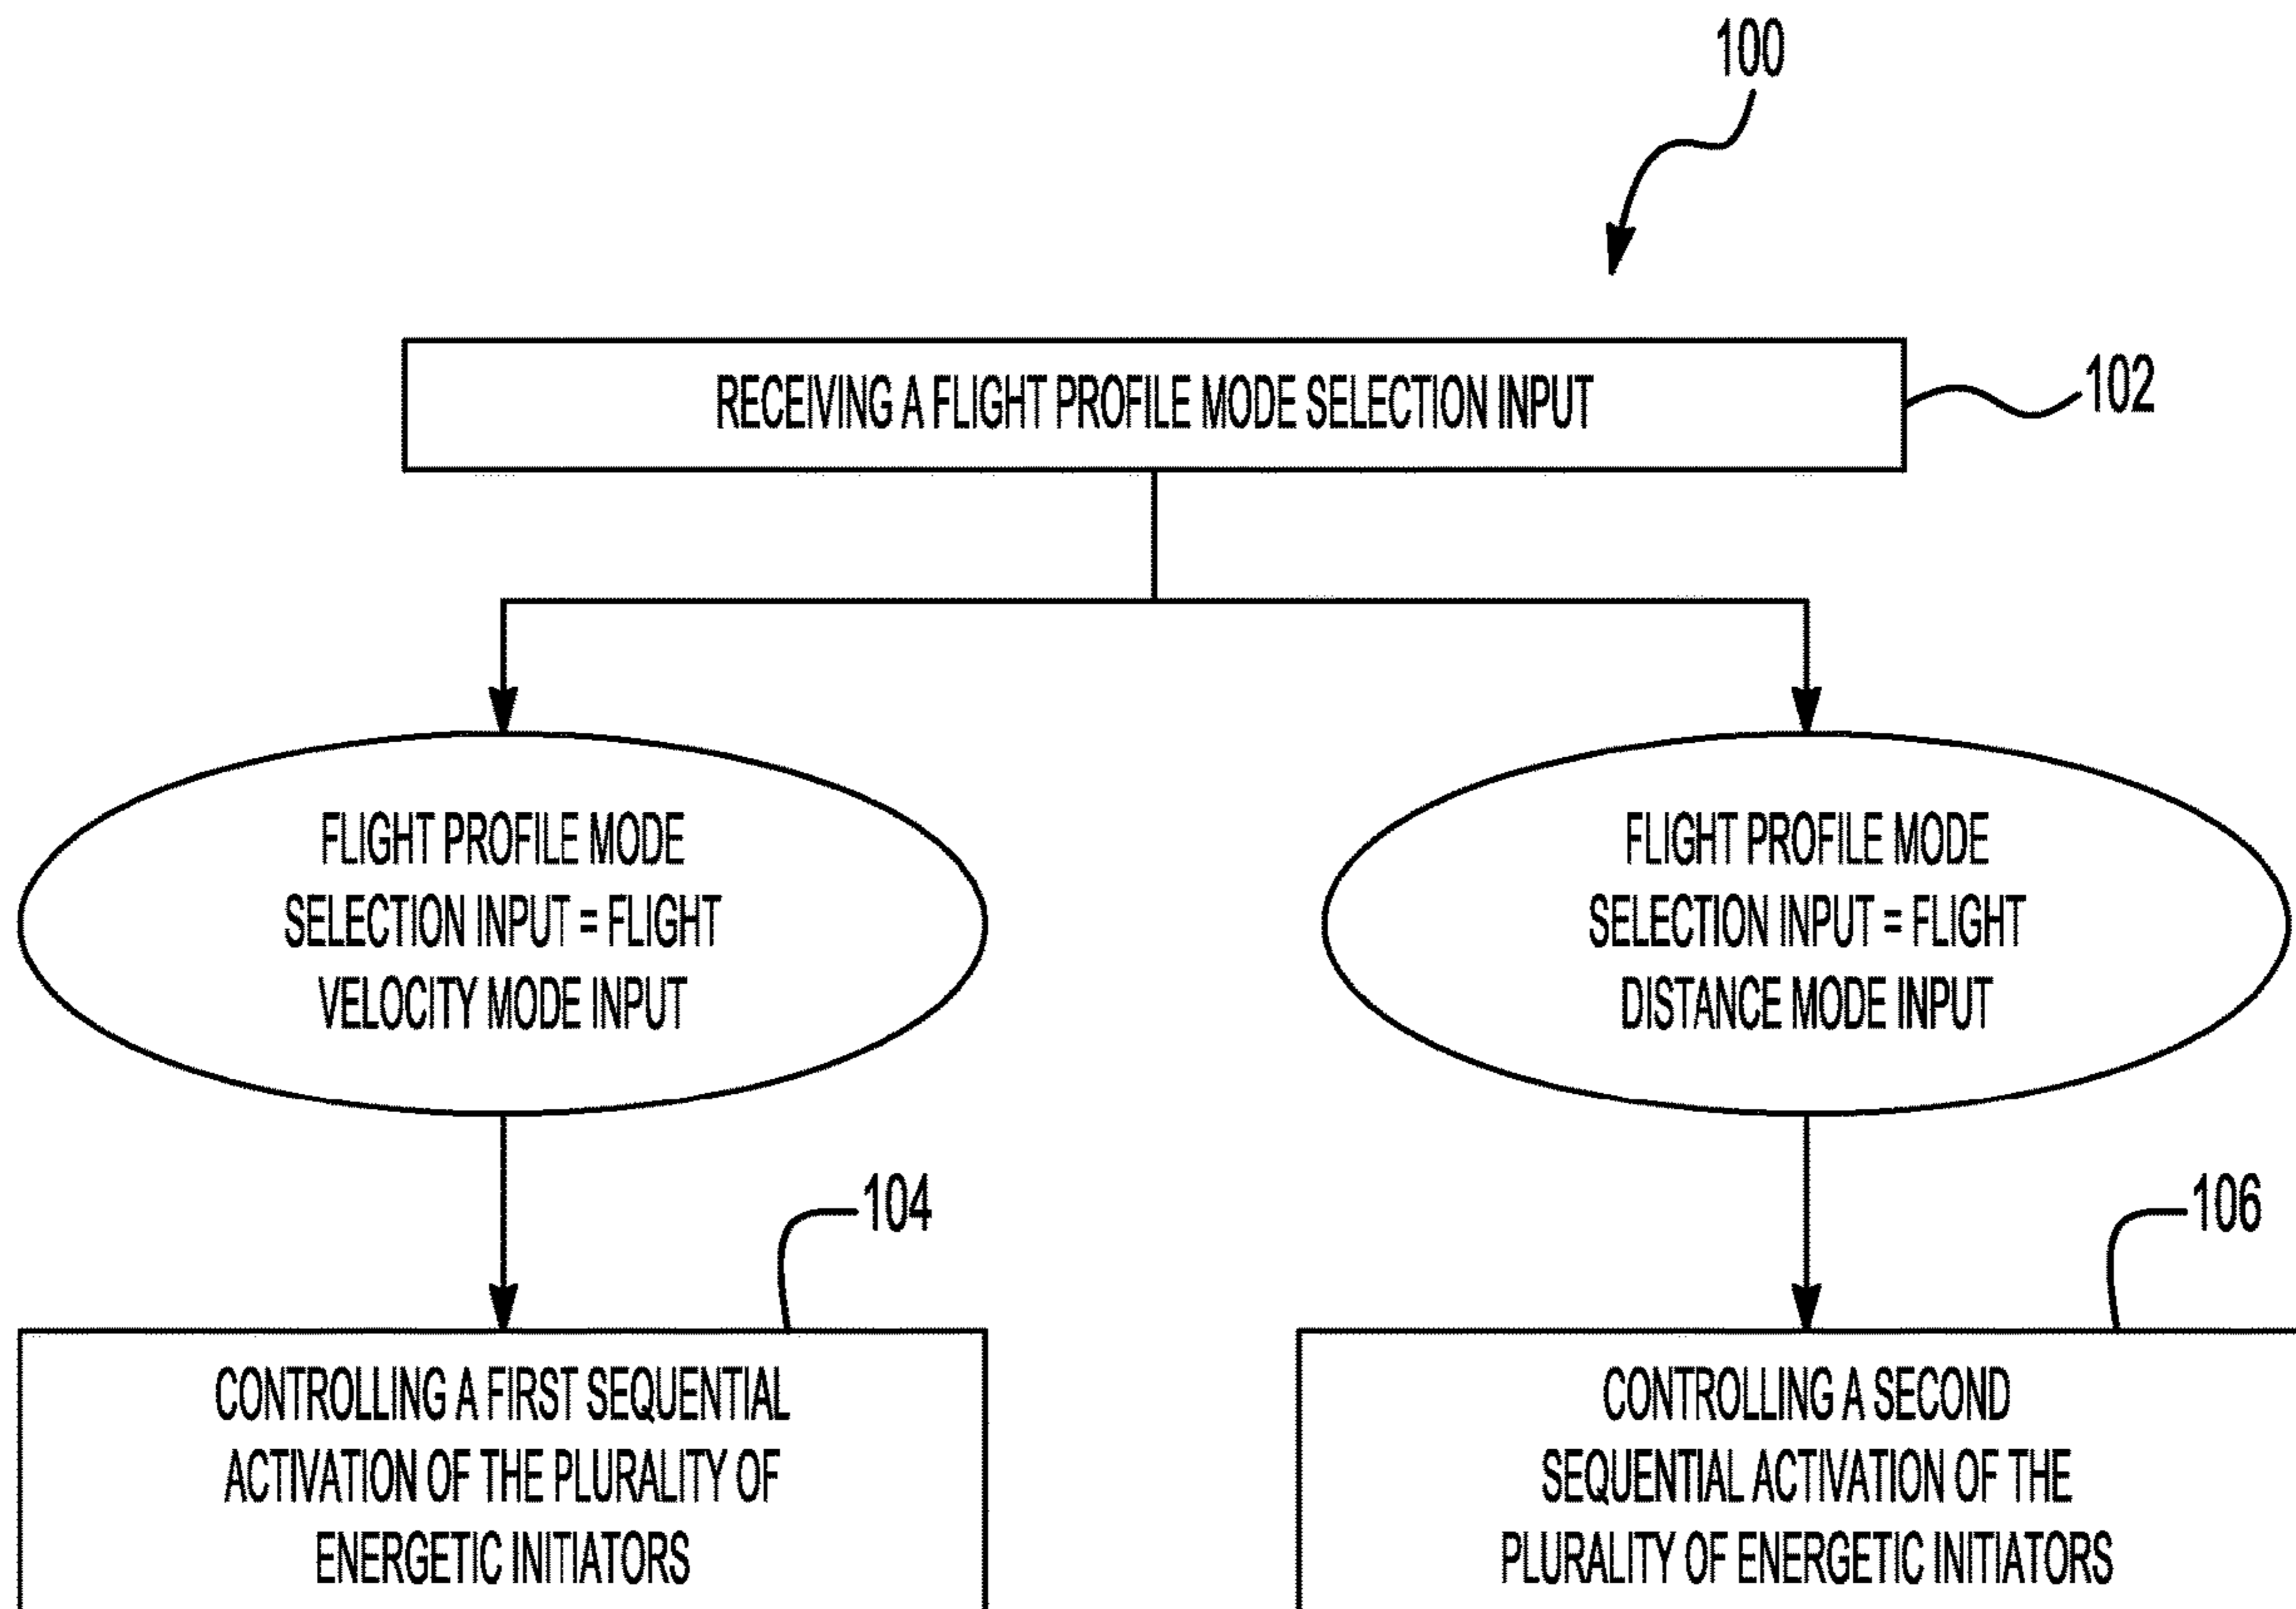 100
RECEIVING A FLIGHT PROFILE MODE SELECTION INPUT
102
FLIGHT PROFILE MODE
SELECTION INPUT = FLIGHT
VELOCITY MODE INPUT
FLIGHT PROFILE MODE
SELECTION INPUT = FLIGHT
DISTANCE MODE INPUT
104
CONTROLLING A FIRST SEQUENTIAL
ACTIVATION OF THE PLURALITY OF
ENERGETIC INITIATORS
106
CONTROLLING A SECOND
SEQUENTIAL ACTIVATION OF THE
PLURALITY OF ENERGETIC INITIATORS